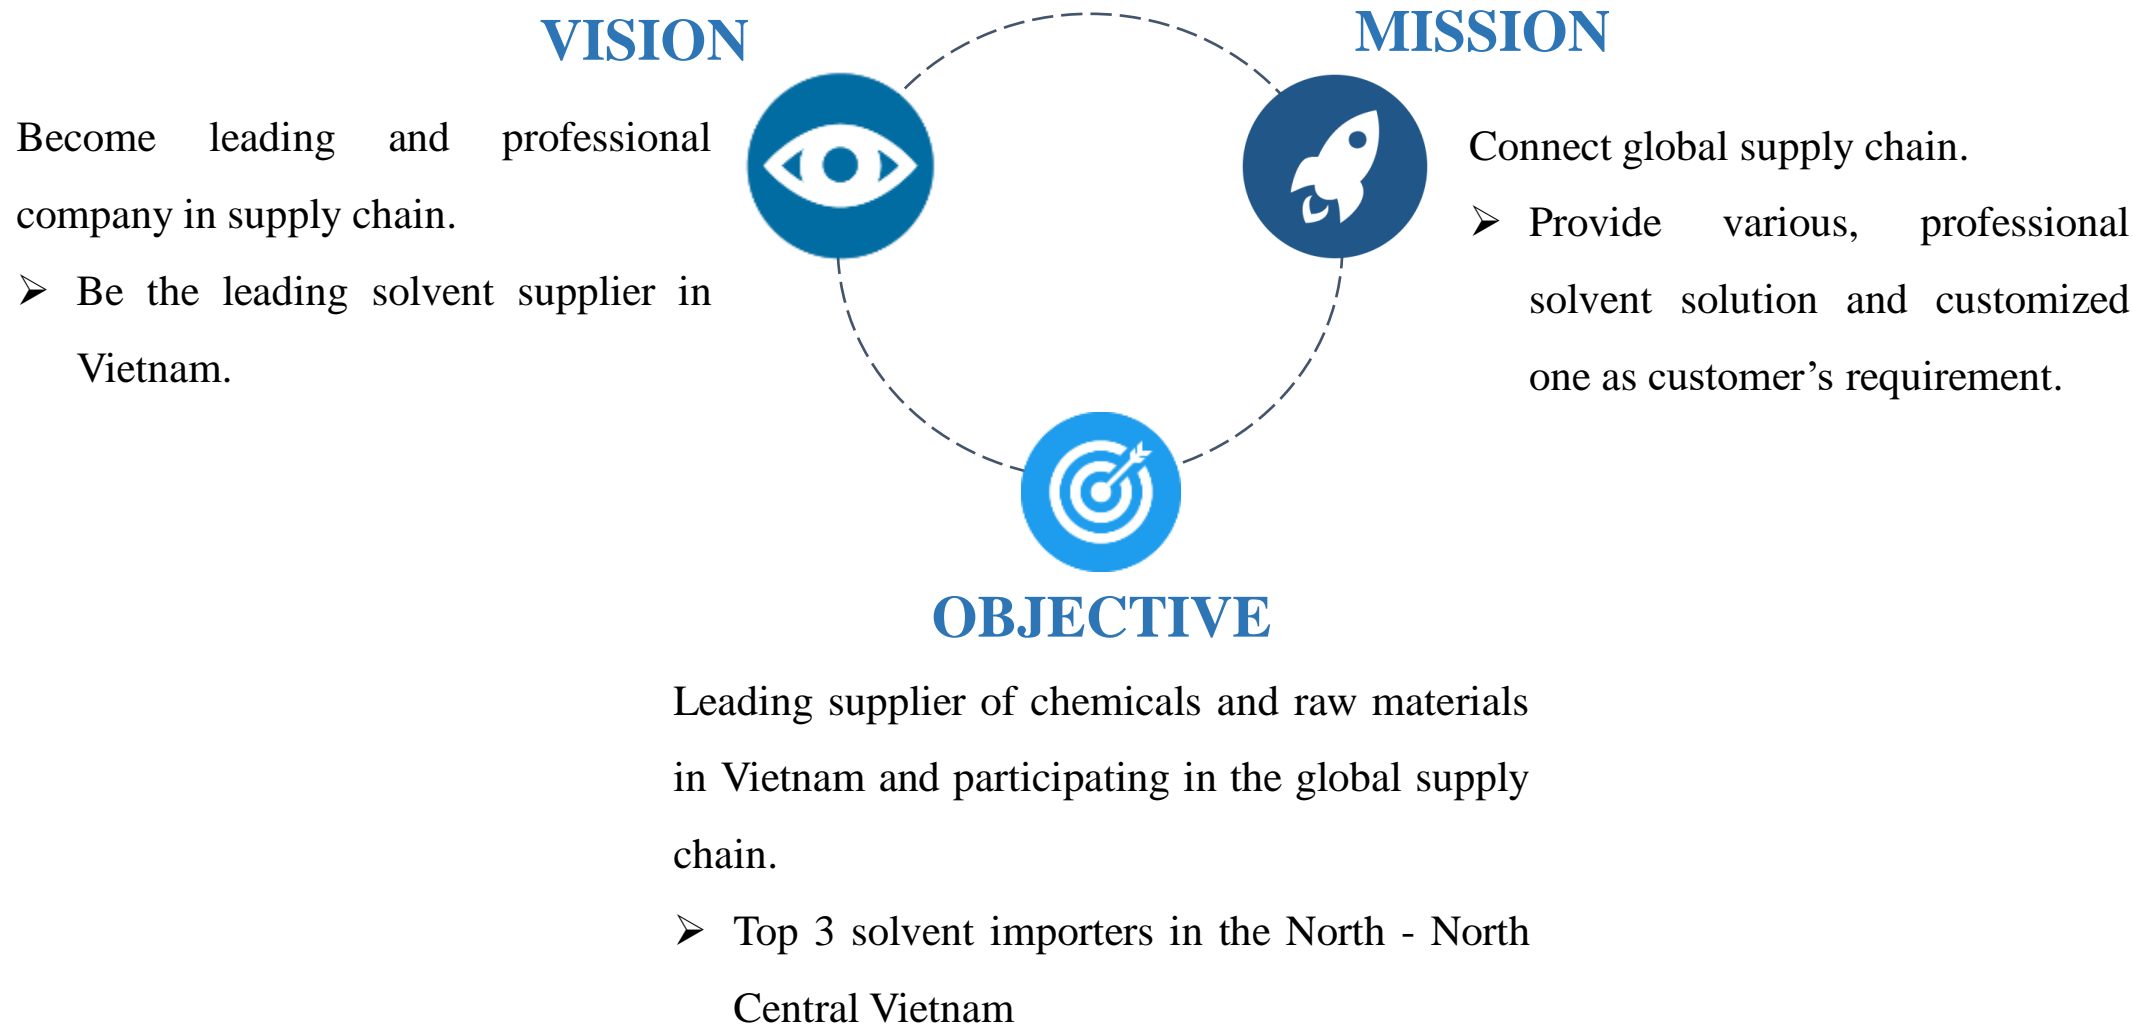 VISION
Become leading and professional
company in supply chain.
➢ Be the leading solvent supplier in
Vietnam.
MISSION
Connect global supply chain.
➢ Provide various, professional
solvent solution and customized
one as customer’s requirement.
OBJECTIVE
Leading supplier of chemicals and raw materials
in Vietnam and participating in the global supply
chain.
➢ Top 3 solvent importers in the North - North
Central Vietnam